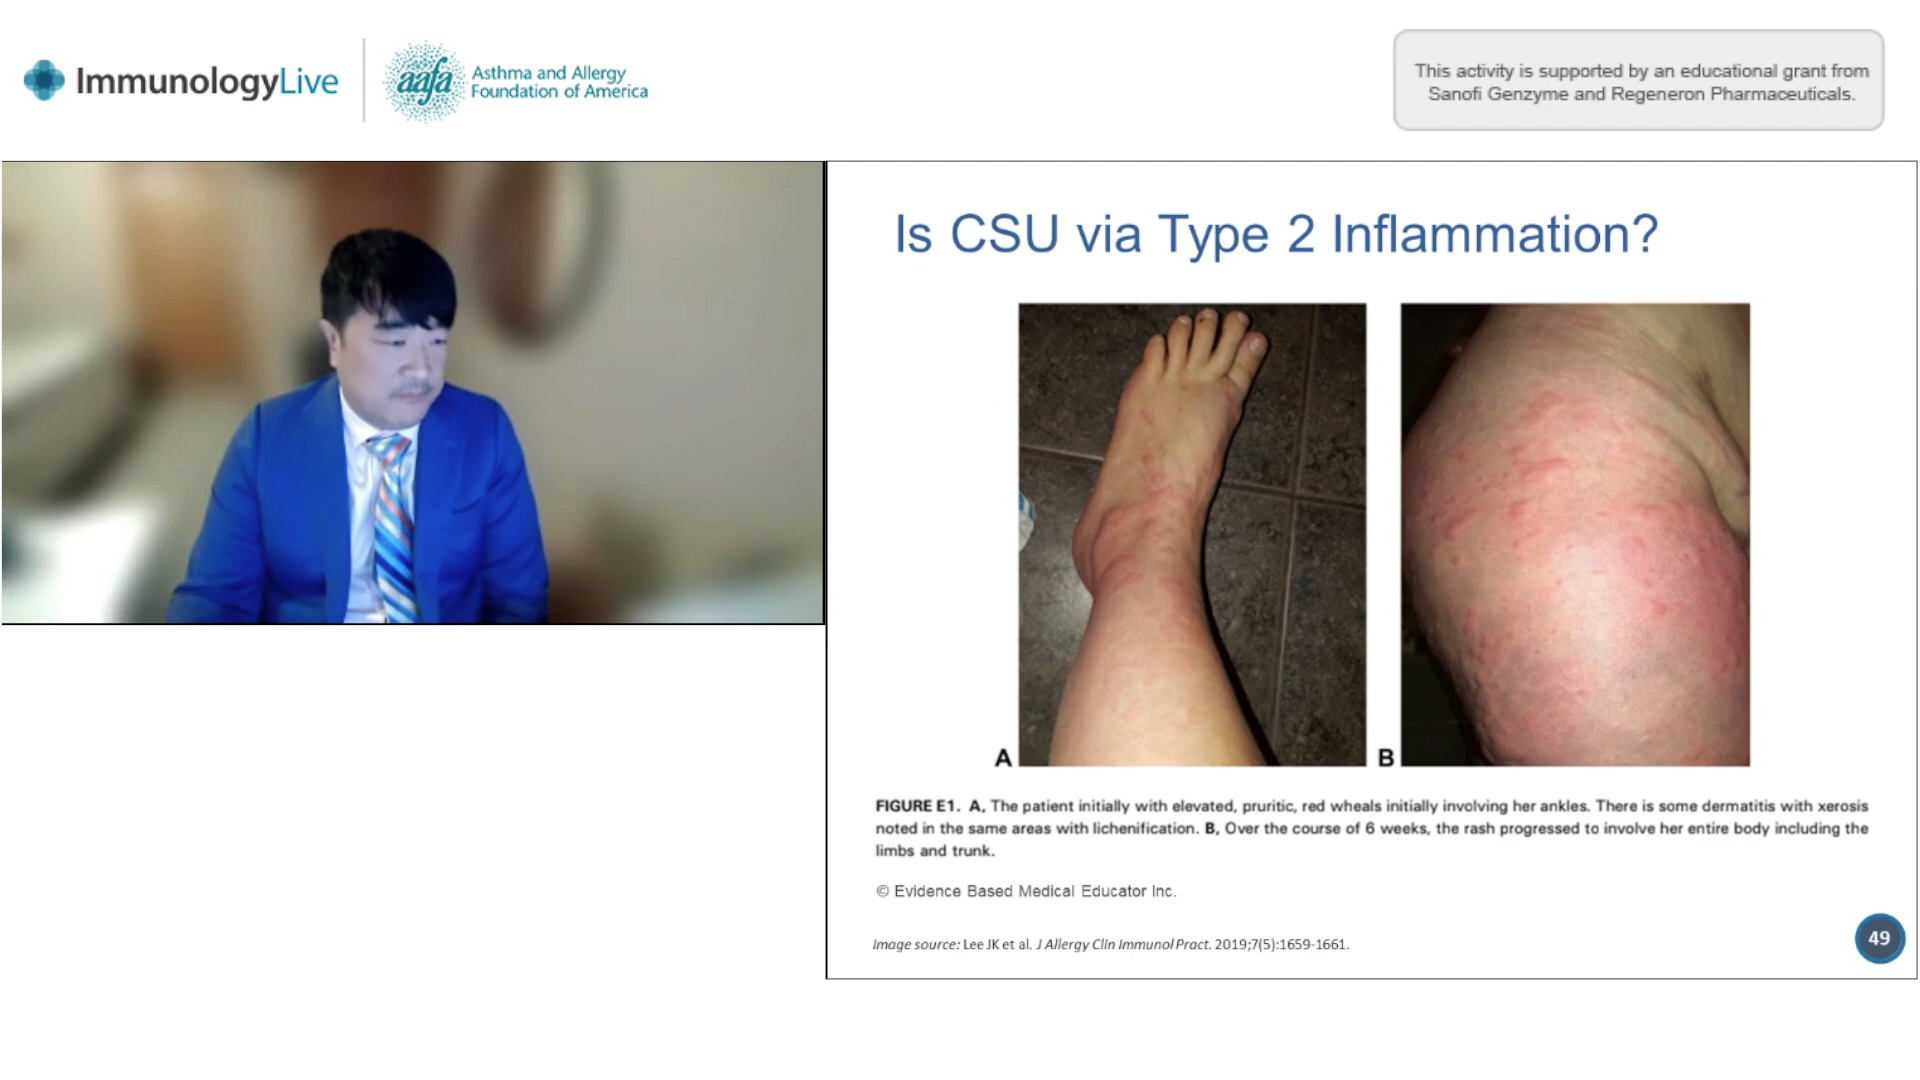 ImmunologyLive
aafa
Asthma and Allergy
Foundation of America
This activity is supported by an educational grant from
Sanofi Genzyme and Regeneron Pharmaceuticals.
Is CSU via Type 2 Inflammation?
A
B
FIGURE E1. A, The patient initially with elevated, pruritic, red wheals initially involving her ankles. There is some dermatitis with xerosis
noted in the same areas with lichenification. B, Over the course of 6 weeks, the rash progressed to involve her entire body including the
limbs and trunk.
© Evidence Based Medical Educator Inc.
Image source: Lee JK et al. J Allergy Clin Immunol Pract. 2019;7(5):1659-1661.
49